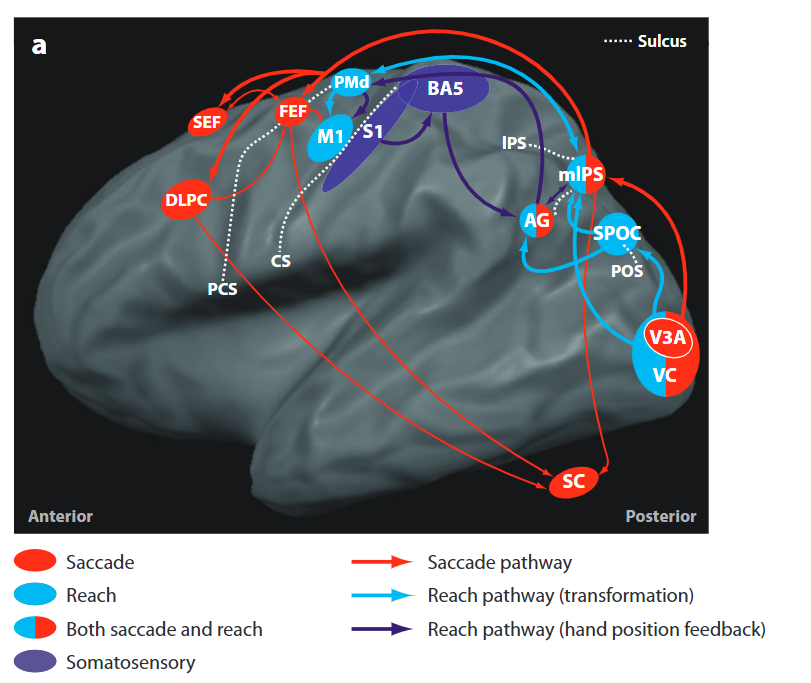 a
Sulcus
PMd
BA5
SEF
FEF
M1
S1
IPS
mIPS
DLPC
AG
SPOC
CS
POS
PCS
V3A
VC
SC
Anterior
Posterior
Saccade
Saccade pathway
Reach
Reach pathway (transformation)
Both saccade and reach
Reach pathway (hand position feedback)
Somatosensory